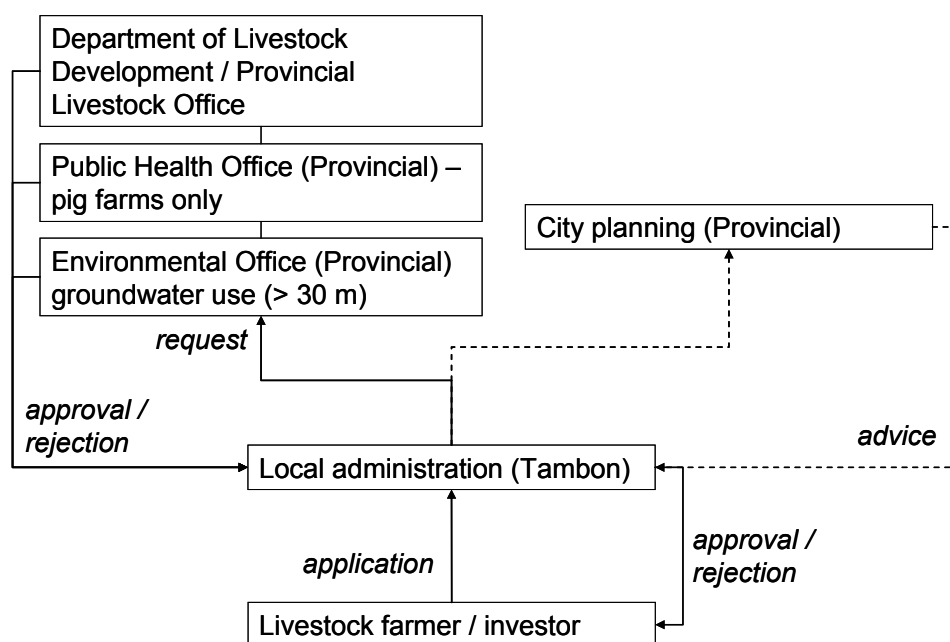 Department of Livestock
Development / Provincial
Livestock Office
Public Health Office (Provincial) –
pig farms only
City planning (Provincial)
Environmental Office (Provincial)
groundwater use (> 30 m)
request
approval /
rejection
advice
Local administration (Tambon)
application
approval /
rejection
Livestock farmer / investor